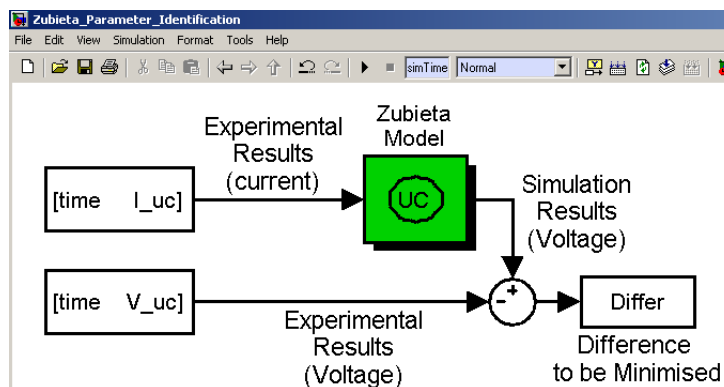 Zubieta_Parameter_Identification
File Edit View Simulation Format Tools Help
simTime Normal
Zubieta
Model
Experimental
Results
(current)
[time I_uc]
UC
Simulation
Results
(Voltage)
[time V_uc]
+
-
Differ
Experimental
Results
(Voltage)
Difference
to be Minimised